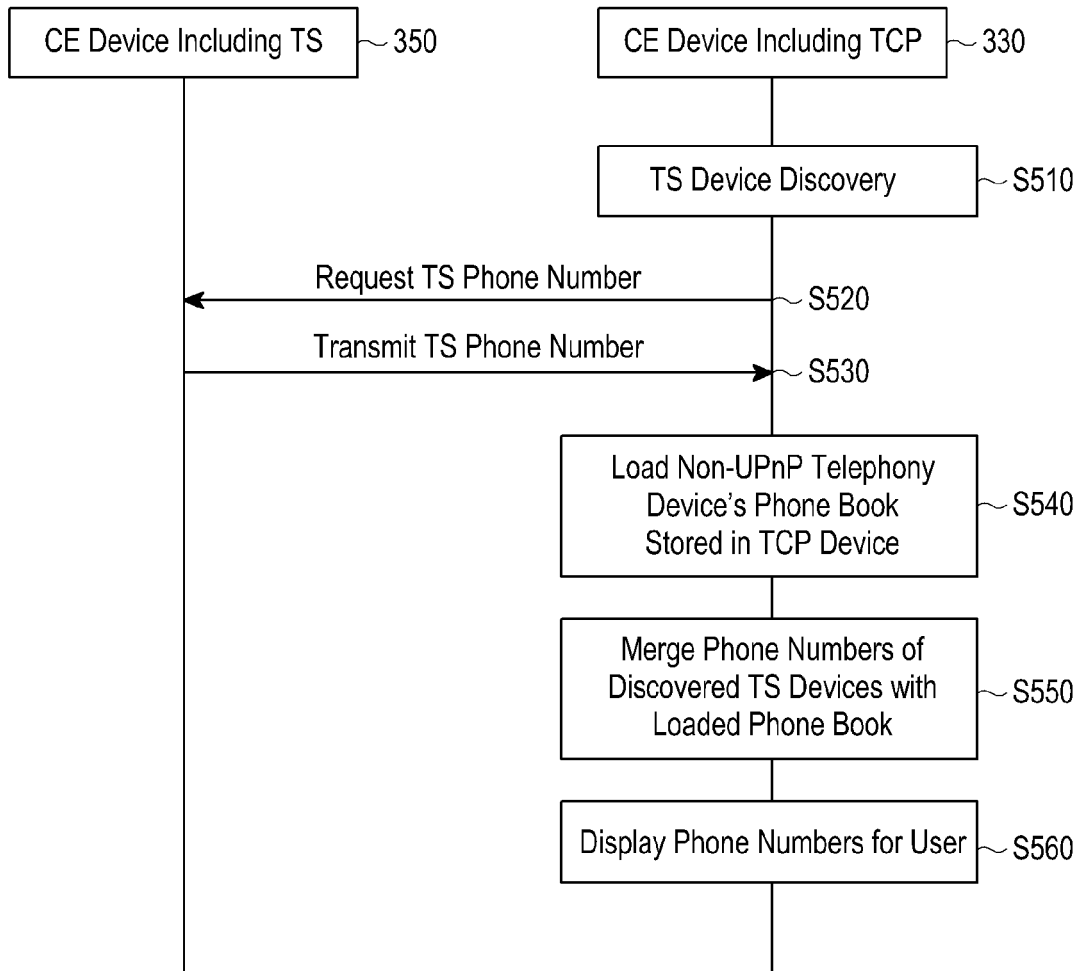 CE Device Including TS
350
CE Device Including TCP
330
TS Device Discovery
S510
Request TS Phone Number
S520
Transmit TS Phone Number
S530
Load Non-UPnP Telephony
Device's Phone Book
Stored in TCP Device
S540
Merge Phone Numbers of
Discovered TS Devices with
Loaded Phone Book
S550
Display Phone Numbers for User
S560